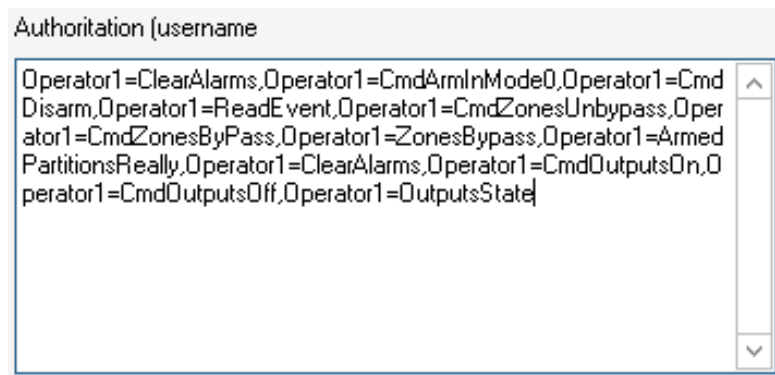 Authoritation (username
Operator1=ClearAlarms,Operator1=CmdArmInMode0,Operator1=Cmd
Disarm,Operator1=ReadEvent,Operator1=CmdZonesUnbypass,Oper
ator1=CmdZonesByPass,Operator1=ZonesBypass,Operator1=Armed
PartitionsReally,Operator1=ClearAlarms,Operator1=CmdOutputsOn,O
perator1=CmdOutputsOff,Operator1=OutputsState